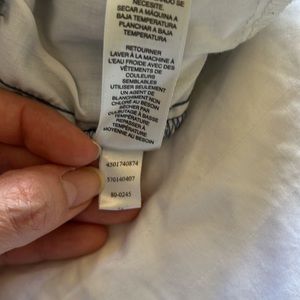 NECESITE.
SECAR A MÁQUINA A
BAJA TEMPERATURA
PLANCHAR A BAJA
TEMPERATURA
RETOURNER
LAVER À LA MACHINE À
L'EAU FROIDE AVEC DES
VÊTEMENTS DE
COULEURS
SEMBLABLES
UTILISER SEULEMENT
UN AGENT DE
BLANCHIMENT NON
CHLORÉ AU BESOIN
SÉCHER PAR
CULBUTAGE À BASSE
TEMPÉRATURE
REPASSER À
TEMPÉRATURE
MOYENNE AU BESOIN
4501740874
570140407
80-0245